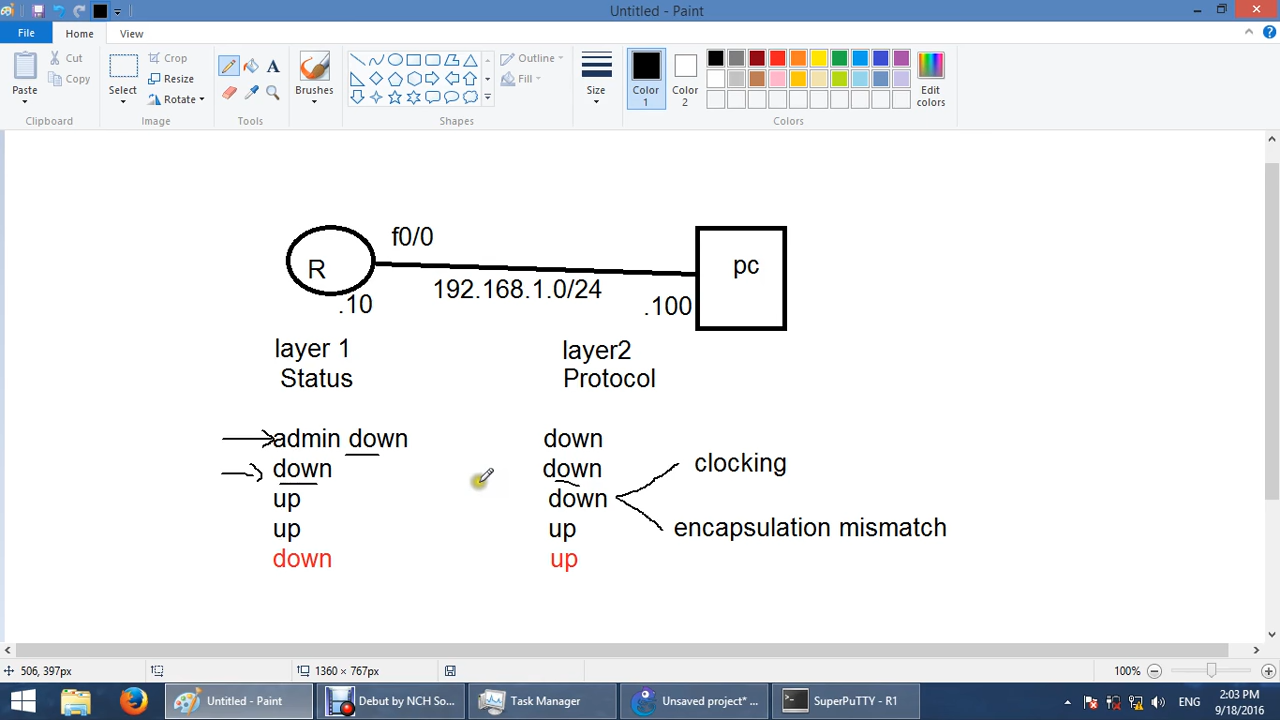 Untitled - Paint
File
Home
View
Paste
Cut
Copy
Clipboard
Select
Crop
Resize
Rotate
Image
A
Tools
Brushes
Outline
Fill
Shapes
Size
Color 1
Color 2
Edit colors
Colors
f0/0
R
pc
.10
192.168.1.0/24
.100
layer 1
layer2
Status
Protocol
admin down
down
down
down
clocking
up
down
up
up
encapsulation mismatch
down
up
506, 397px
1360 × 767px
100%
Untitled - Paint
Debut by NCH So...
Task Manager
Unsaved project* ...
SuperPuTTY - R1
ENG
2:03 PM
9/18/2016